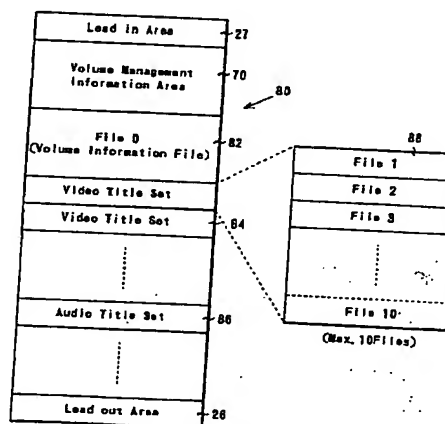 Lead in Area
27
Volume Management
Information Area
70
80
File 0
(Volume Information File)
82
Video Title Set
Video Title Set
84
Audio Title Set
86
Lead out Area
26
88
File 1
File 2
File 3
File 10
(Max. 10Files)